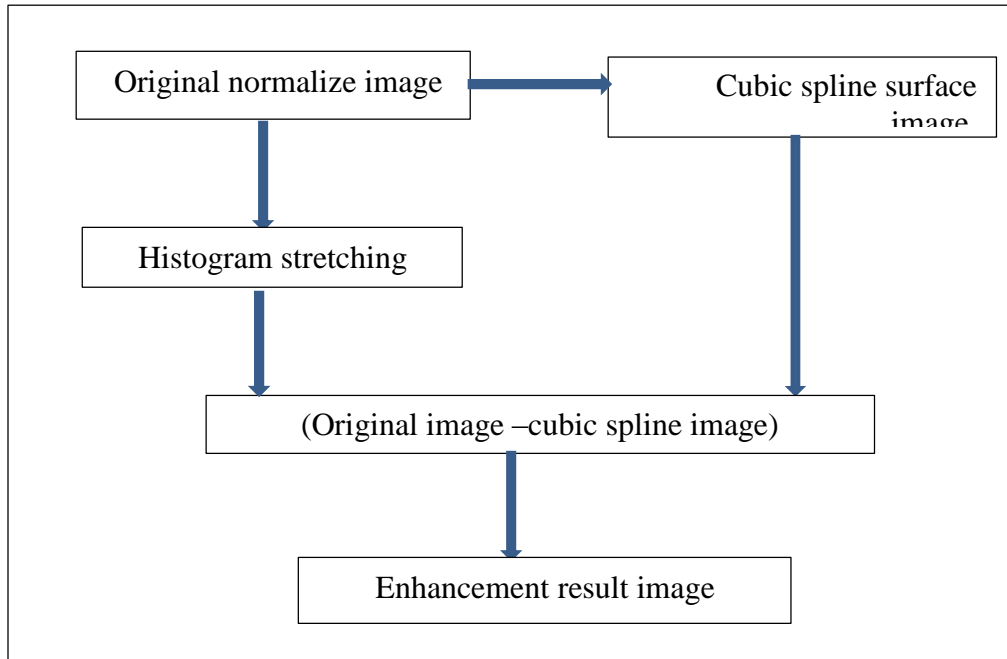 Original normalize image
Cubic spline surface
image
Histogram stretching
(Original image –cubic spline image)
Enhancement result image